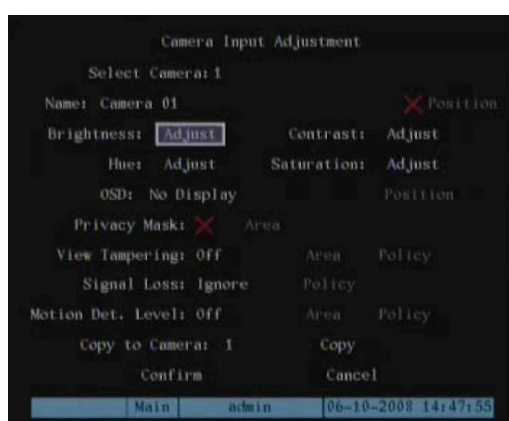 Camera Input Adjustment
Select Camera: 1
Name: Camera 01 Position
Brightness: Adjust Contrast: Adjust
Hue: Adjust Saturation: Adjust
OSD: No Display Position
Privacy Mask: Area
View Tampering: Off Area Policy
Signal Loss: Ignore Policy
Motion Det. Level: Off Area Policy
Copy to Camera: 1 Copy
Confirm Cancel
Main admin 06-10-2008 14:47:55